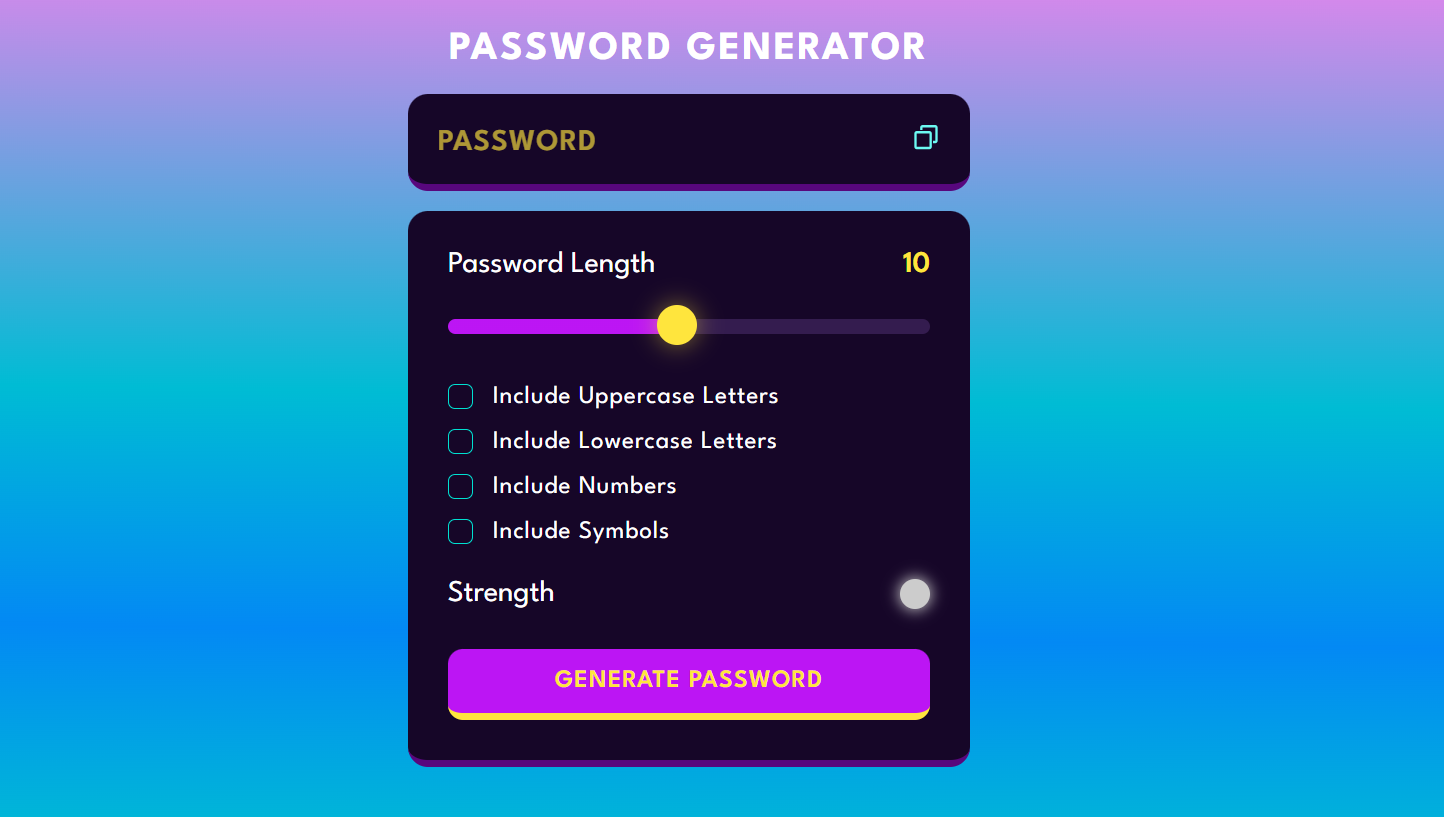 PASSWORD GENERATOR
PASSWORD
Password Length 10
Include Uppercase Letters
Include Lowercase Letters
Include Numbers
Include Symbols
Strength
GENERATE PASSWORD